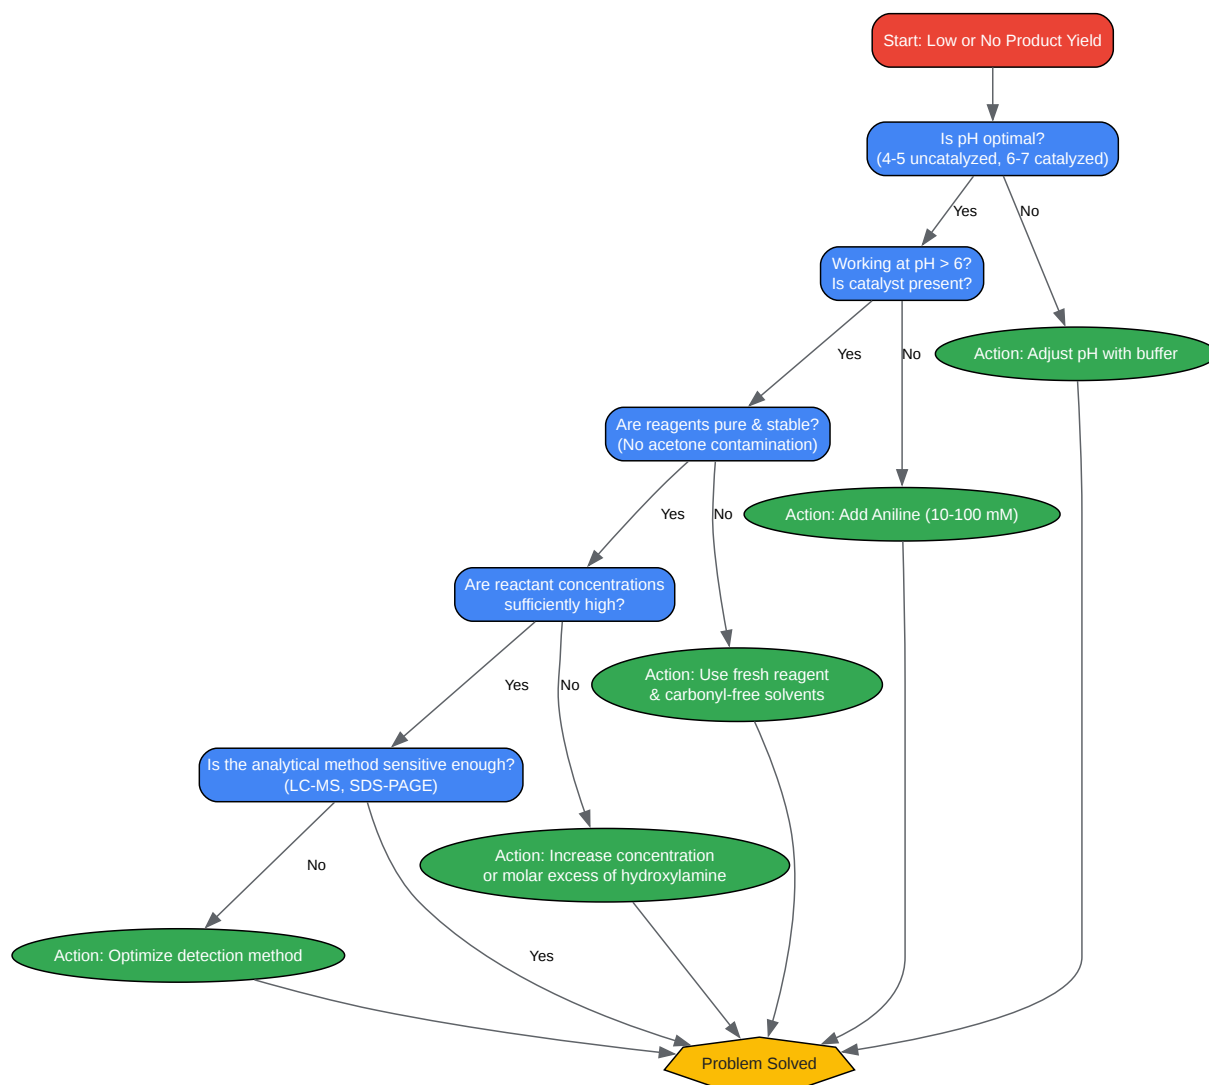 Start: Low or No Product Yield
Is pH optimal?
(4-5 uncatalyzed, 6-7 catalyzed)
Yes
No
Working at pH > 6?
Is catalyst present?
Yes
No
Action: Adjust pH with buffer
Are reagents pure & stable?
(No acetone contamination)
Yes
No
Action: Add Aniline (10-100 mM)
Are reactant concentrations
sufficiently high?
Yes
No
Action: Use fresh reagent
& carbonyl-free solvents
Is the analytical method sensitive enough?
(LC-MS, SDS-PAGE)
No
Yes
Action: Increase concentration
or molar excess of hydroxylamine
Action: Optimize detection method
Problem Solved